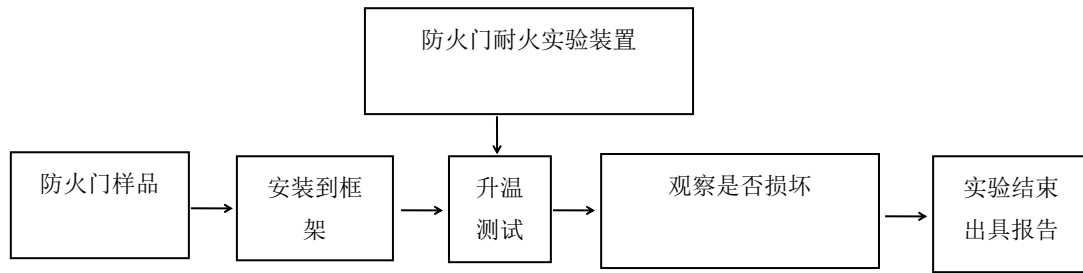 防火门耐火实验装置
防火门样品
安装到框
架
升温
测试
观察是否损坏
实验结束
出具报告